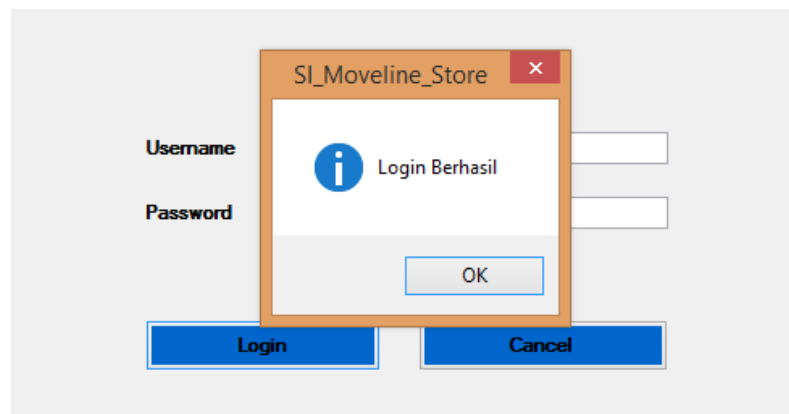 SI_Moveline_Store
Username
Login Berhasil
Password
OK
Login
Cancel